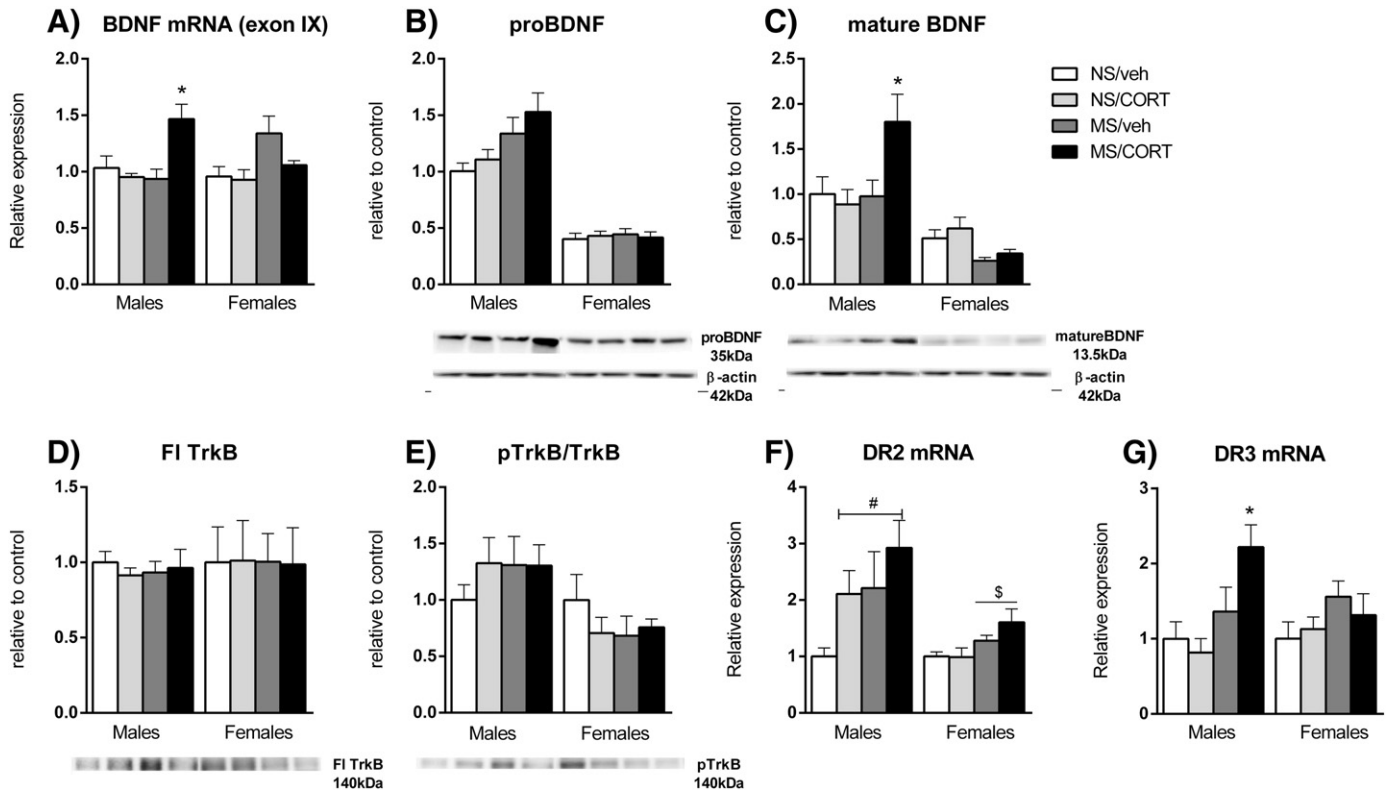 A) BDNF mRNA (exon IX)
Relative expression
2.0
1.5
1.0
0.5
0.0
*
Males Females
B) proBDNF
relative to control
2.0
1.5
1.0
0.5
0.0
Males Females
proBDNF
35kDa
β-actin
42kDa
C) mature BDNF
relative to control
2.5
2.0
1.5
1.0
0.5
0.0
*
Males Females
matureBDNF
13.5kDa
β-actin
42kDa
NS/veh
NS/CORT
MS/veh
MS/CORT
D) Fl TrkB
relative to control
1.5
1.0
0.5
0.0
Males Females
Fl TrkB
140kDa
E) pTrkB/TrkB
relative to control
2.0
1.5
1.0
0.5
0.0
Males Females
pTrkB
140kDa
F) DR2 mRNA
Relative expression
4
3
2
1
0
#
$
Males Females
G) DR3 mRNA
Relative expression
3
2
1
0
*
Males Females